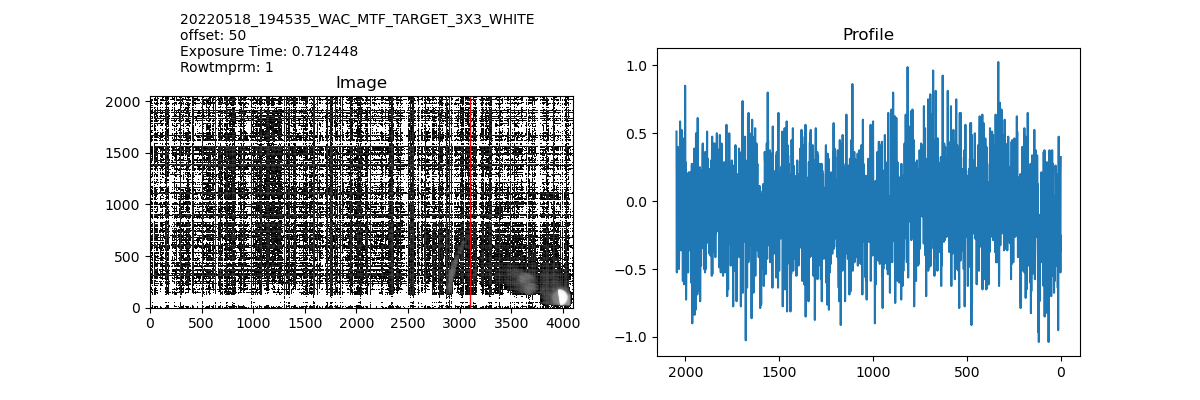 20220518_194535_WAC_MTF_TARGET_3X3_WHITE
offset: 50
Exposure Time: 0.712448
Rowtmprm: 1
Image
2000
1500
1000
500
0
0 500 1000 1500 2000 2500 3000 3500 4000
Profile
1.0
0.5
0.0
−0.5
−1.0
2000 1500 1000 500 0